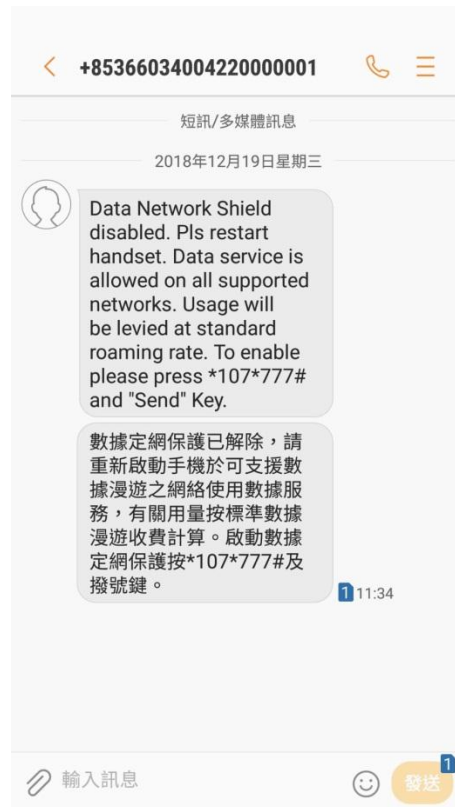 +85366034004220000001
短訊/多媒體訊息
2018年12月19日星期三
Data Network Shield
disabled. Pls restart
handset. Data service is
allowed on all supported
networks. Usage will
be levied at standard
roaming rate. To enable
please press *107*777#
and "Send" Key.
數據定網保護已解除，請
重新啟動手機於可支援數
據漫遊之網絡使用數據服
務，有關用量按標準數據
漫遊收費計算。啟動數據
定網保護按*107*777#及
撥號鍵。
1 11:34
輸入訊息
發送 1